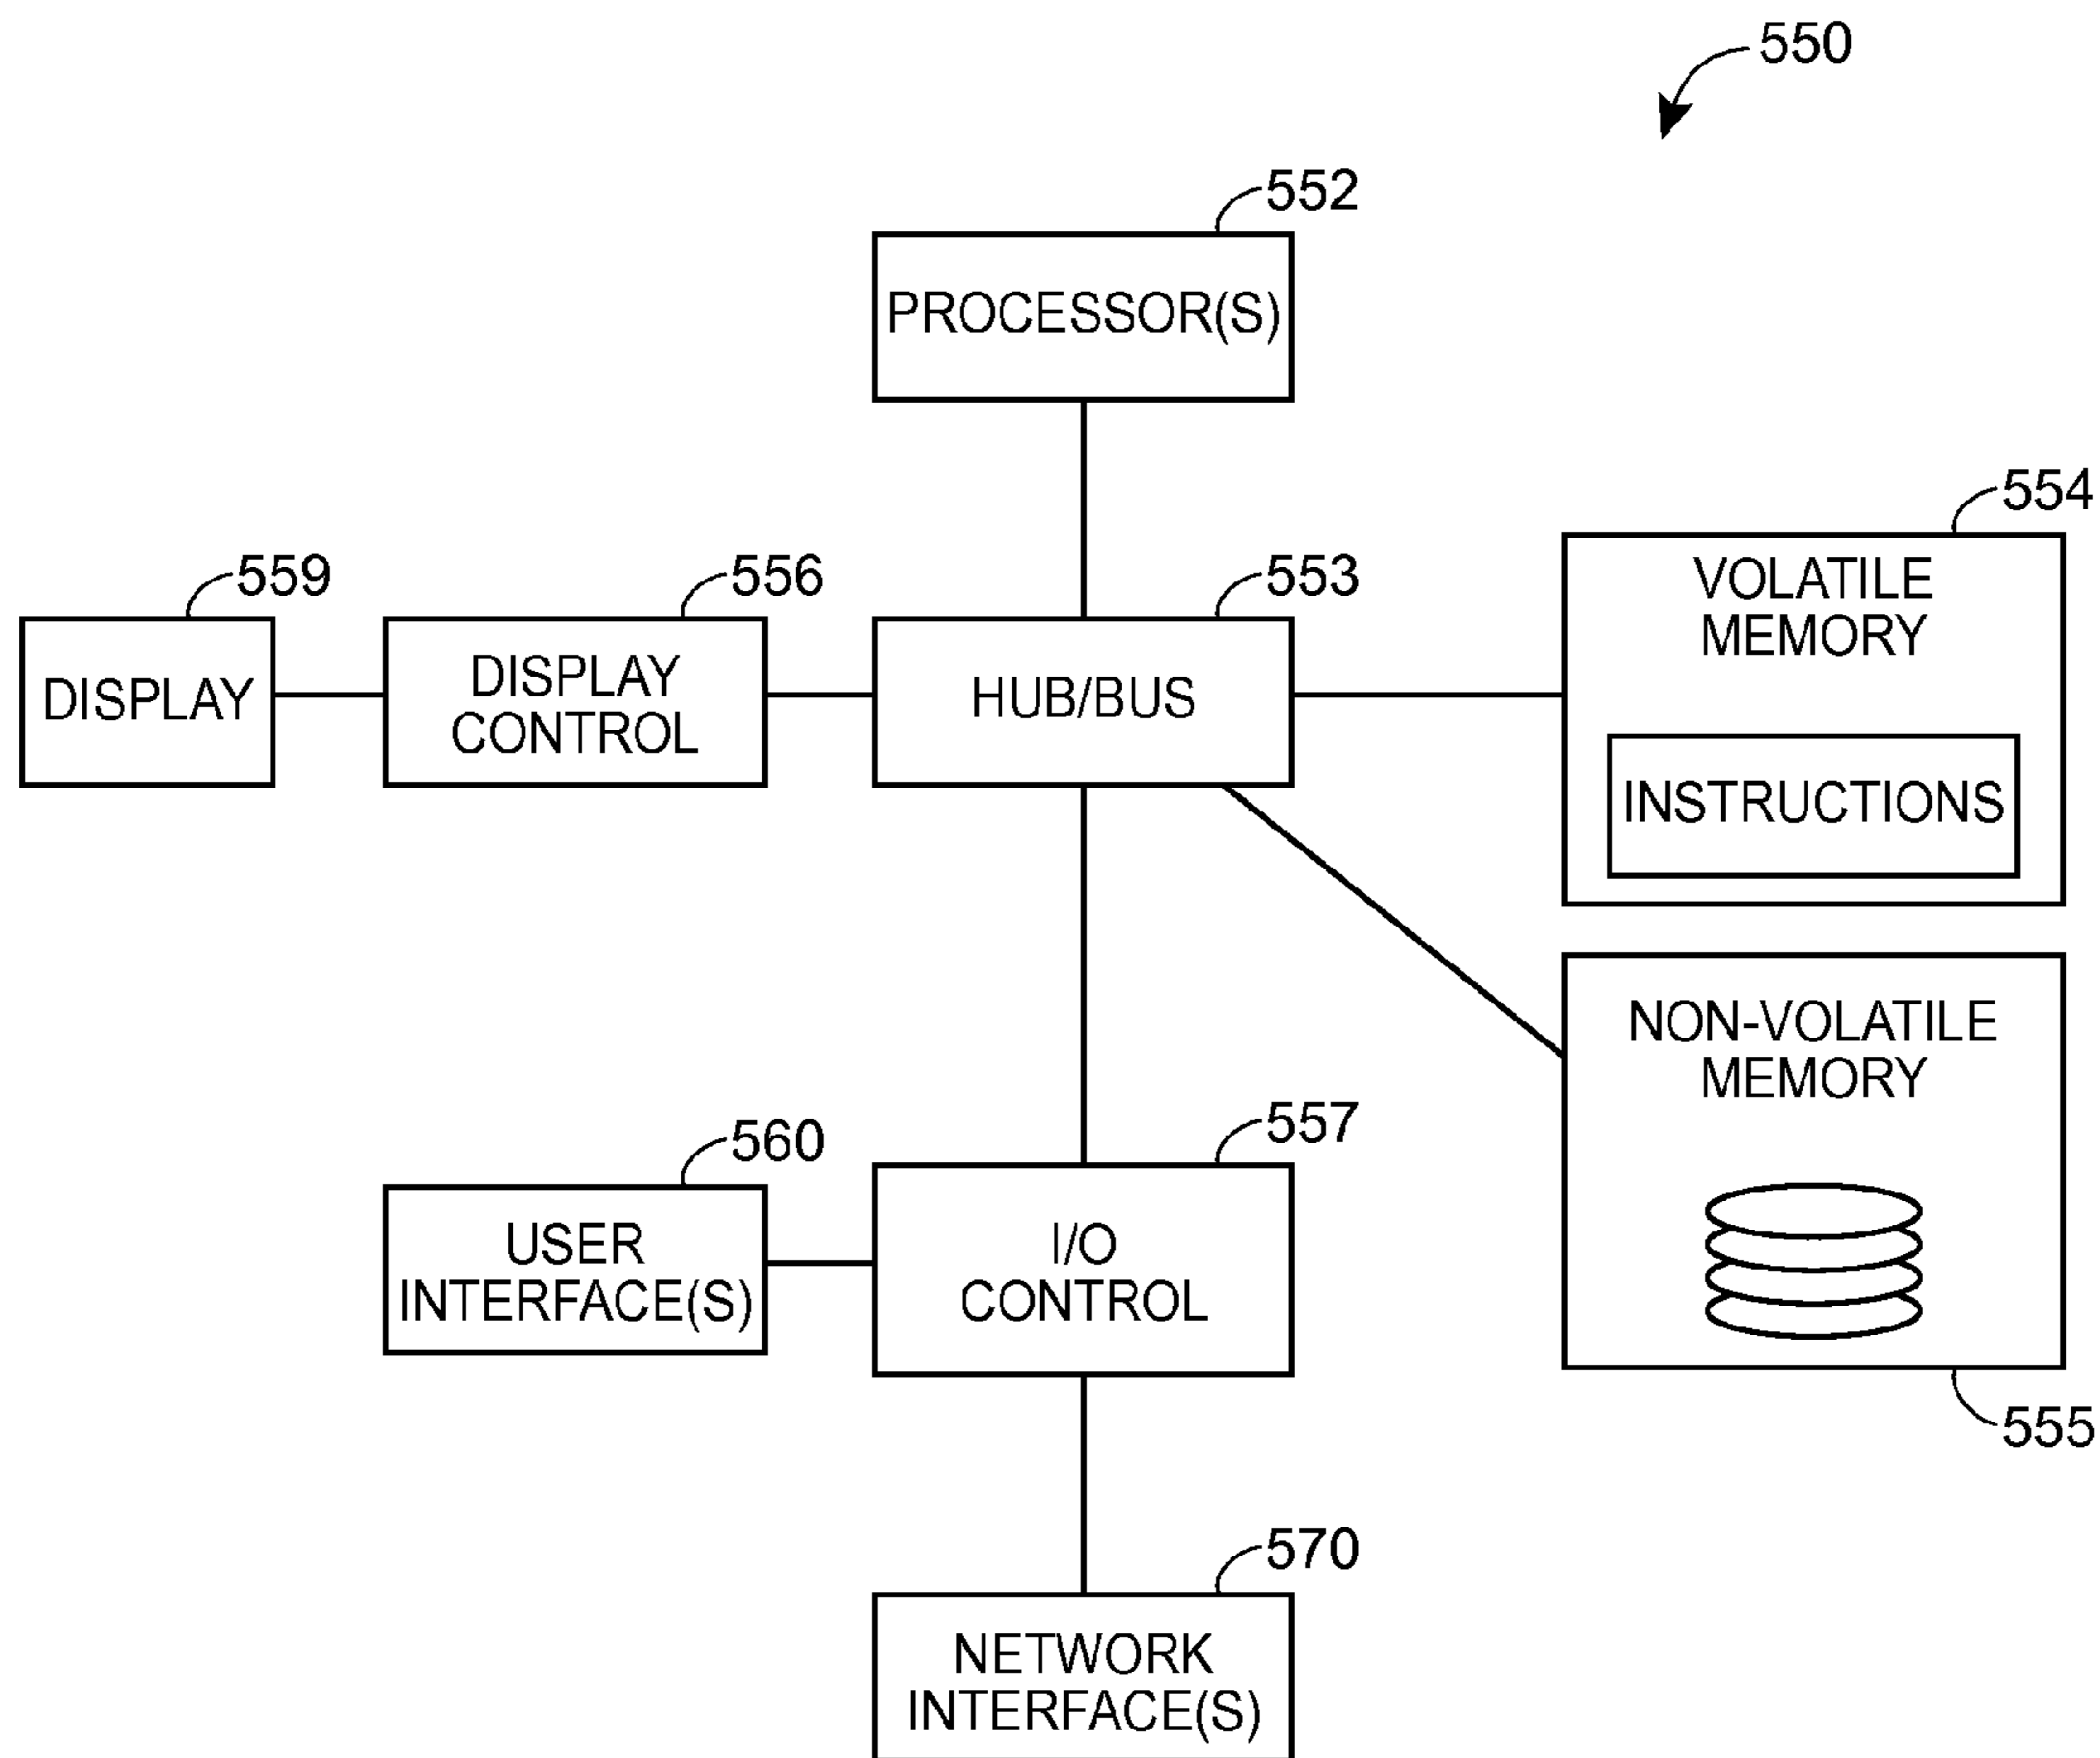 550
552
PROCESSOR(S)
554
559
556
553
VOLATILE
MEMORY
DISPLAY
DISPLAY
CONTROL
HUB/BUS
INSTRUCTIONS
NON-VOLATILE
MEMORY
560
557
USER
INTERFACE(S)
I/O
CONTROL
555
570
NETWORK
INTERFACE(S)